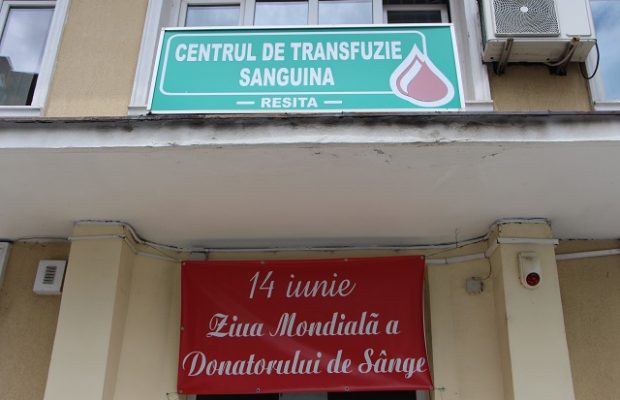 CENTRUL DE TRANSFUZIE
SANGUINA
— RESITA —
14 iunie
Ziua Mondială a
Donatorului de Sânge